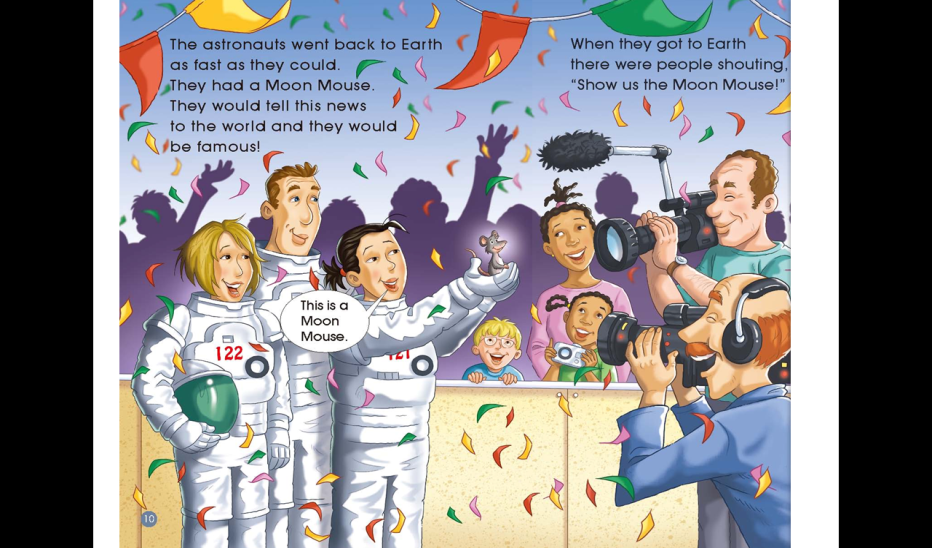 The astronauts went back to Earth
as fast as they could.
They had a Moon Mouse.
They would tell this news
to the world and they would
be famous!
When they got to Earth
there were people shouting,
“Show us the Moon Mouse!”
This is a
Moon
Mouse.
122
121
10